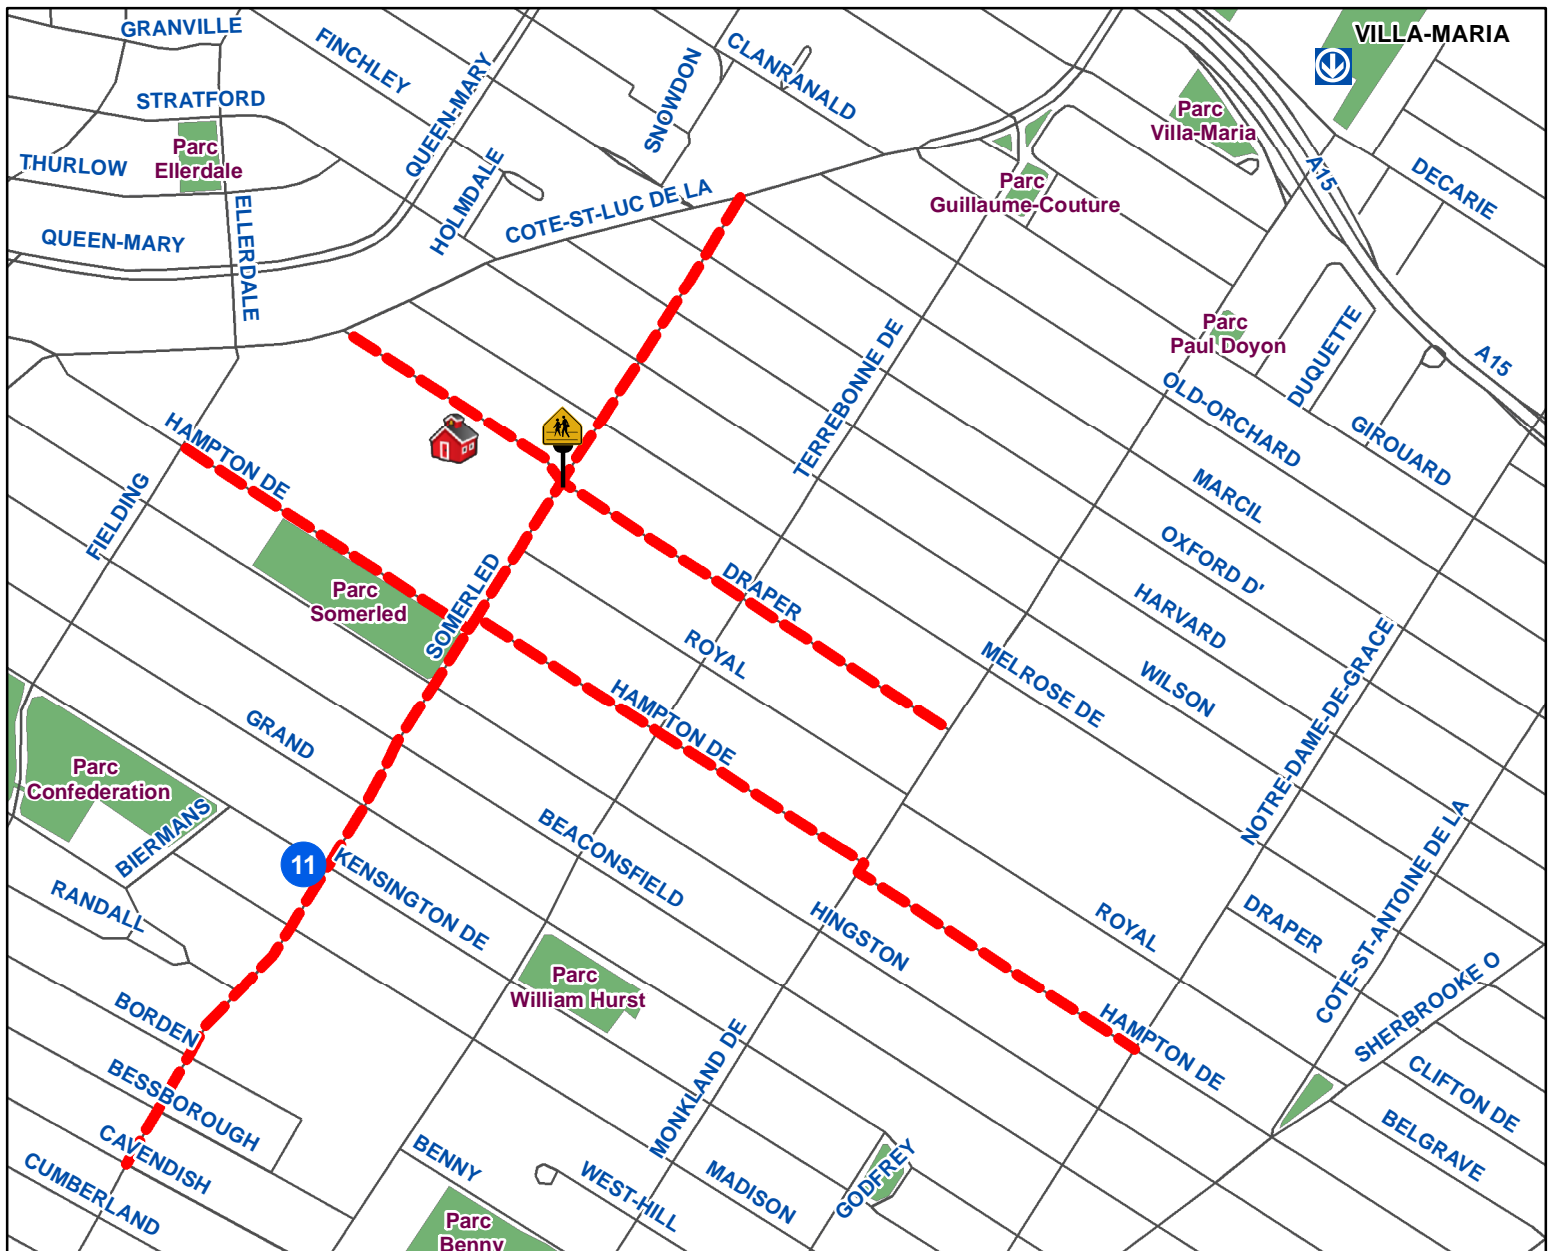 GRANVILLE
FINCHLEY
QUEEN-MARY
SNOWDON
CLANRANALD
VILLA-MARIA
STRATFORD
Parc
Ellerdale
THURLOW
Parc
Villa-Maria
A15
DECARIE
HOLMDALE
COTE-ST-LUC DE LA
Parc
Guillaume-Couture
QUEEN-MARY
ELLERDALE
Parc
Paul Doyon
DUQUETTE
A15
TERREBONNE DE
OLD-ORCHARD
GIROUARD
HAMPTON DE
FIELDING
MARCIL
OXFORD D'
SOMERLED
Parc
Somerled
DRAPER
HARVARD
ROYAL
MELROSE DE
WILSON
NOTRE-DAME-DE-GRACE
GRAND
HAMPTON DE
Parc
Confederation
BIERMANS
11
KENSINGTON DE
BEACONSFIELD
COTE-ST-ANTOINE DE LA
RANDALL
HINGSTON
ROYAL
DRAPER
Parc
William Hurst
SHERBROOKE O
BORDEN
HAMPTON DE
MONKLAND DE
BESSBOROUGH
CLIFTON DE
BELGRAVE
CAVENDISH
CUMBERLAND
BENNY
WEST-HILL
MADISON
GODFREY
Parc
Benny